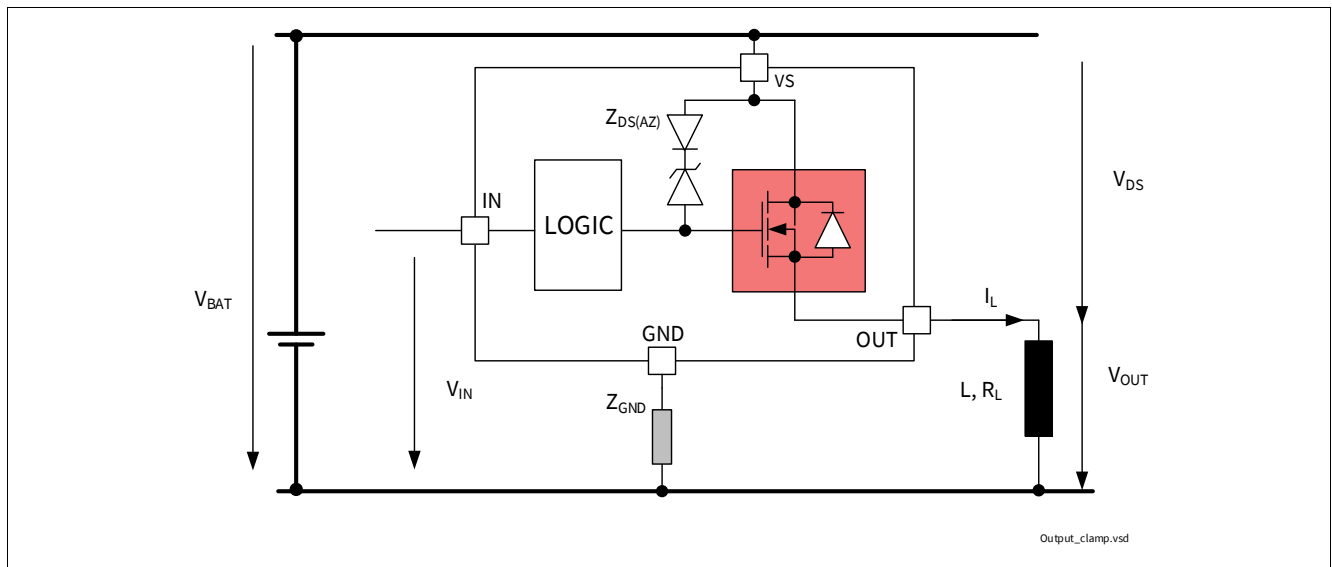 VS
Z_DS(AZ)
IN
LOGIC
V_DS
V_BAT
I_L
GND
OUT
V_IN
Z_GND
L, R_L
V_OUT
Output_clamp.vsd